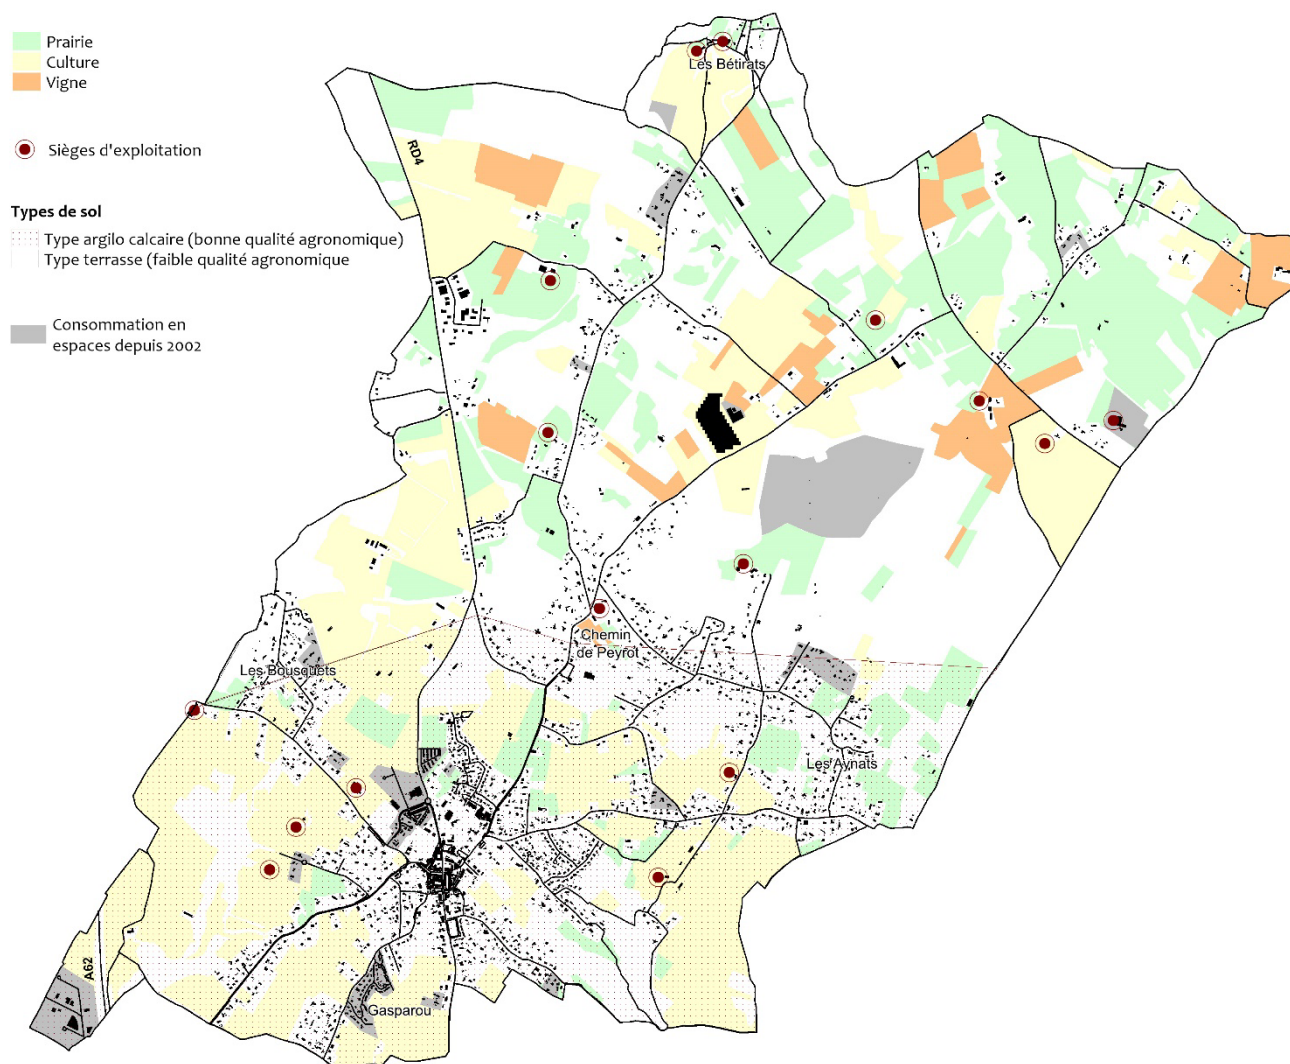 Prairie
Culture
Vigne
Sièges d'exploitation
Types de sol
Type argilo calcaire (bonne qualité agronomique)
Type terrasse (faible qualité agronomique
Consommation en
espaces depuis 2002
Les Bétirats
RD4
Chemin
de Peyrot
Les Bousquets
Les Aynats
A62
Gasparou